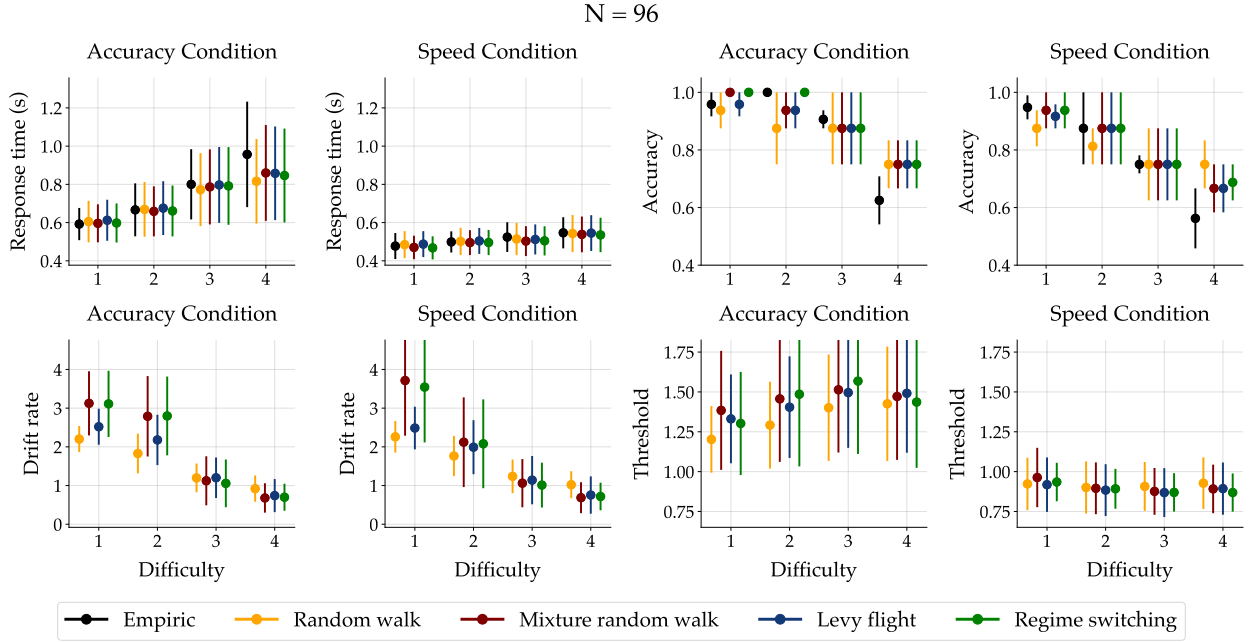 N = 96
Accuracy Condition
Speed Condition
Accuracy Condition
Speed Condition
Response time (s)
1.2
1.0
0.8
0.6
0.4
1 2 3 4
Response time (s)
1.2
1.0
0.8
0.6
0.4
1 2 3 4
Accuracy
1.0
0.8
0.6
0.4
1 2 3 4
Accuracy
1.0
0.8
0.6
0.4
1 2 3 4
Accuracy Condition
Speed Condition
Accuracy Condition
Speed Condition
Drift rate
4
3
2
1
0
1 2 3 4
Difficulty
Drift rate
4
3
2
1
0
1 2 3 4
Difficulty
Threshold
1.75
1.50
1.25
1.00
0.75
1 2 3 4
Difficulty
Threshold
1.75
1.50
1.25
1.00
0.75
1 2 3 4
Difficulty
Empiric Random walk Mixture random walk Levy flight Regime switching